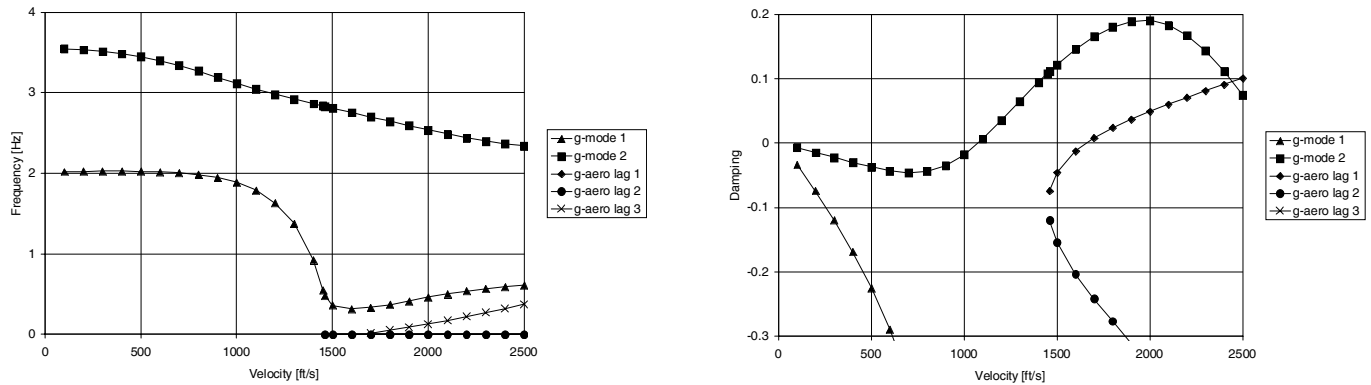 4
3
2
1
0
Frequency [Hz]
0
500
1000
1500
2000
2500
Velocity [ft/s]
g-mode 1
g-mode 2
g-aero lag 1
g-aero lag 2
g-aero lag 3
0.2
0.1
0
-0.1
-0.2
-0.3
Damping
0
500
1000
1500
2000
2500
Velocity [ft/s]
g-mode 1
g-mode 2
g-aero lag 1
g-aero lag 2
g-aero lag 3